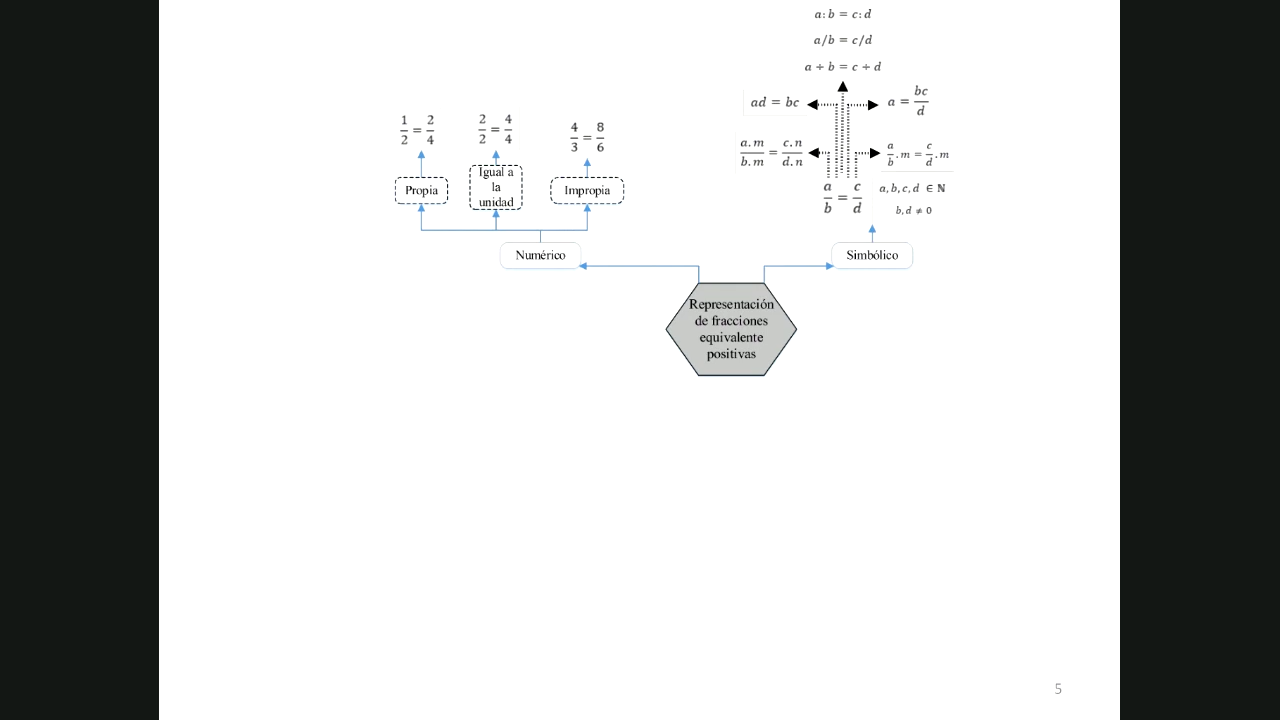 a:b = c:d
a/b = c/d
a ÷ b = c ÷ d
ad = bc
a = bc/d
1/2 = 2/4
2/2 = 4/4
4/3 = 8/6
a.m/b.m = c.n/d.n
a/b .m = c/d .m
Propia
Igual a
la
unidad
Impropia
a/b = c/d
a,b,c,d ∈ ℕ
b,d ≠ 0
Numérico
Simbólico
Representación
de fracciones
equivalente
positivas
5